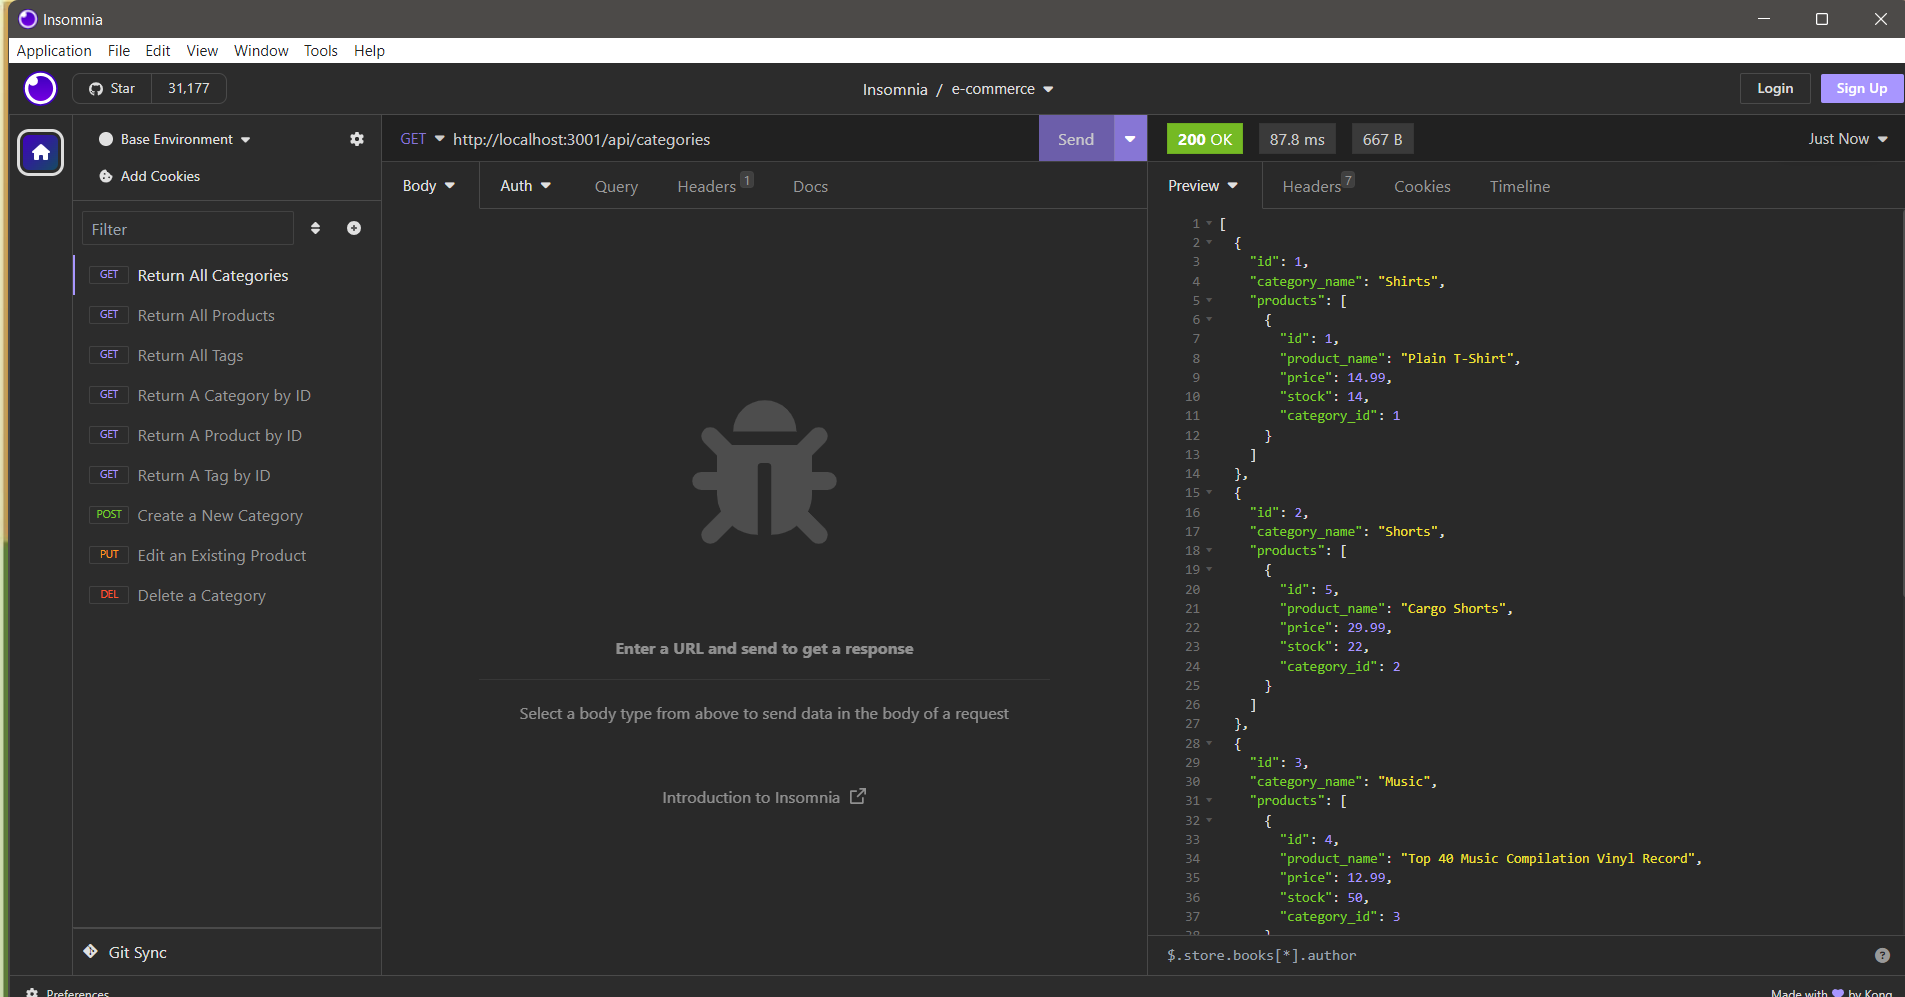 Insomnia
Application File Edit View Window Tools Help
Star 31,177
Insomnia / e-commerce
Login Sign Up
Base Environment
Add Cookies
Filter
GET Return All Categories
GET Return All Products
GET Return All Tags
GET Return A Category by ID
GET Return A Product by ID
GET Return A Tag by ID
POST Create a New Category
PUT Edit an Existing Product
DEL Delete a Category
Git Sync
GET http://localhost:3001/api/categories Send
Body Auth Query Headers 1 Docs
Enter a URL and send to get a response
Select a body type from above to send data in the body of a request
Introduction to Insomnia
200 OK 87.8 ms 667 B Just Now
Preview Headers 7 Cookies Timeline
1 [
2 {
3 "id": 1,
4 "category_name": "Shirts",
5 "products": [
6 {
7 "id": 1,
8 "product_name": "Plain T-Shirt",
9 "price": 14.99,
10 "stock": 14,
11 "category_id": 1
12 }
13 ]
14 },
15 {
16 "id": 2,
17 "category_name": "Shorts",
18 "products": [
19 {
20 "id": 5,
21 "product_name": "Cargo Shorts",
22 "price": 29.99,
23 "stock": 22,
24 "category_id": 2
25 }
26 ]
27 },
28 {
29 "id": 3,
30 "category_name": "Music",
31 "products": [
32 {
33 "id": 4,
34 "product_name": "Top 40 Music Compilation Vinyl Record",
35 "price": 12.99,
36 "stock": 50,
37 "category_id": 3
38 }
$.store.books[*].author
Preferences
Made with by Kong